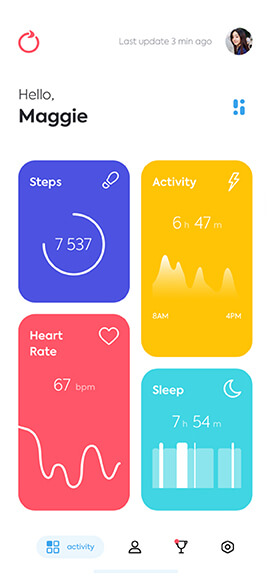 Last update 3 min ago
Hello,
Maggie
Steps
7 537
Activity
6 h 47 m
8AM 4PM
Heart
Rate
67 bpm
Sleep
7 h 54 m
activity